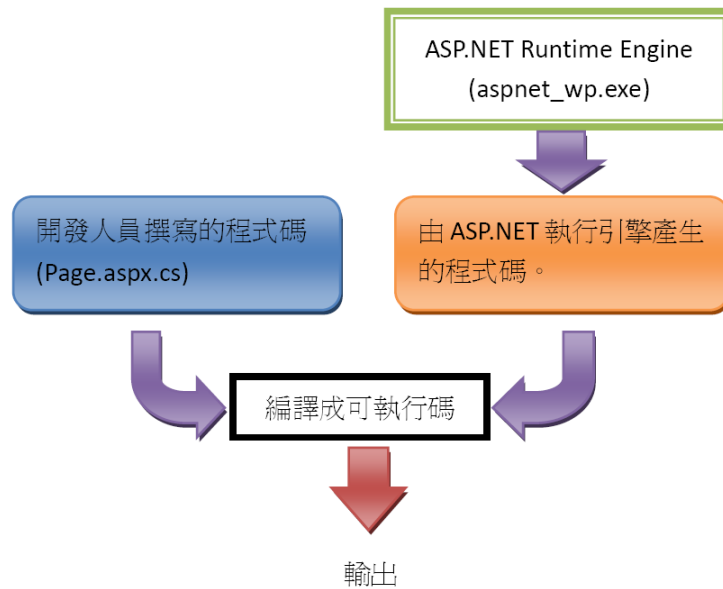 ASP.NET Runtime Engine
(aspnet_wp.exe)
開發人員撰寫的程式碼
(Page.aspx.cs)
由 ASP.NET 執行引擎產生
的程式碼。
編譯成可執行碼
輸出